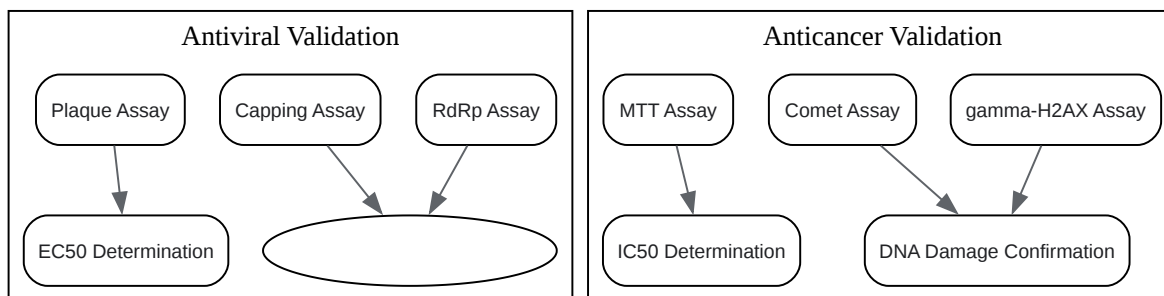 Antiviral Validation
Anticancer Validation
Plaque Assay
Capping Assay
RdRp Assay
MTT Assay
Comet Assay
gamma-H2AX Assay
EC50 Determination
IC50 Determination
DNA Damage Confirmation